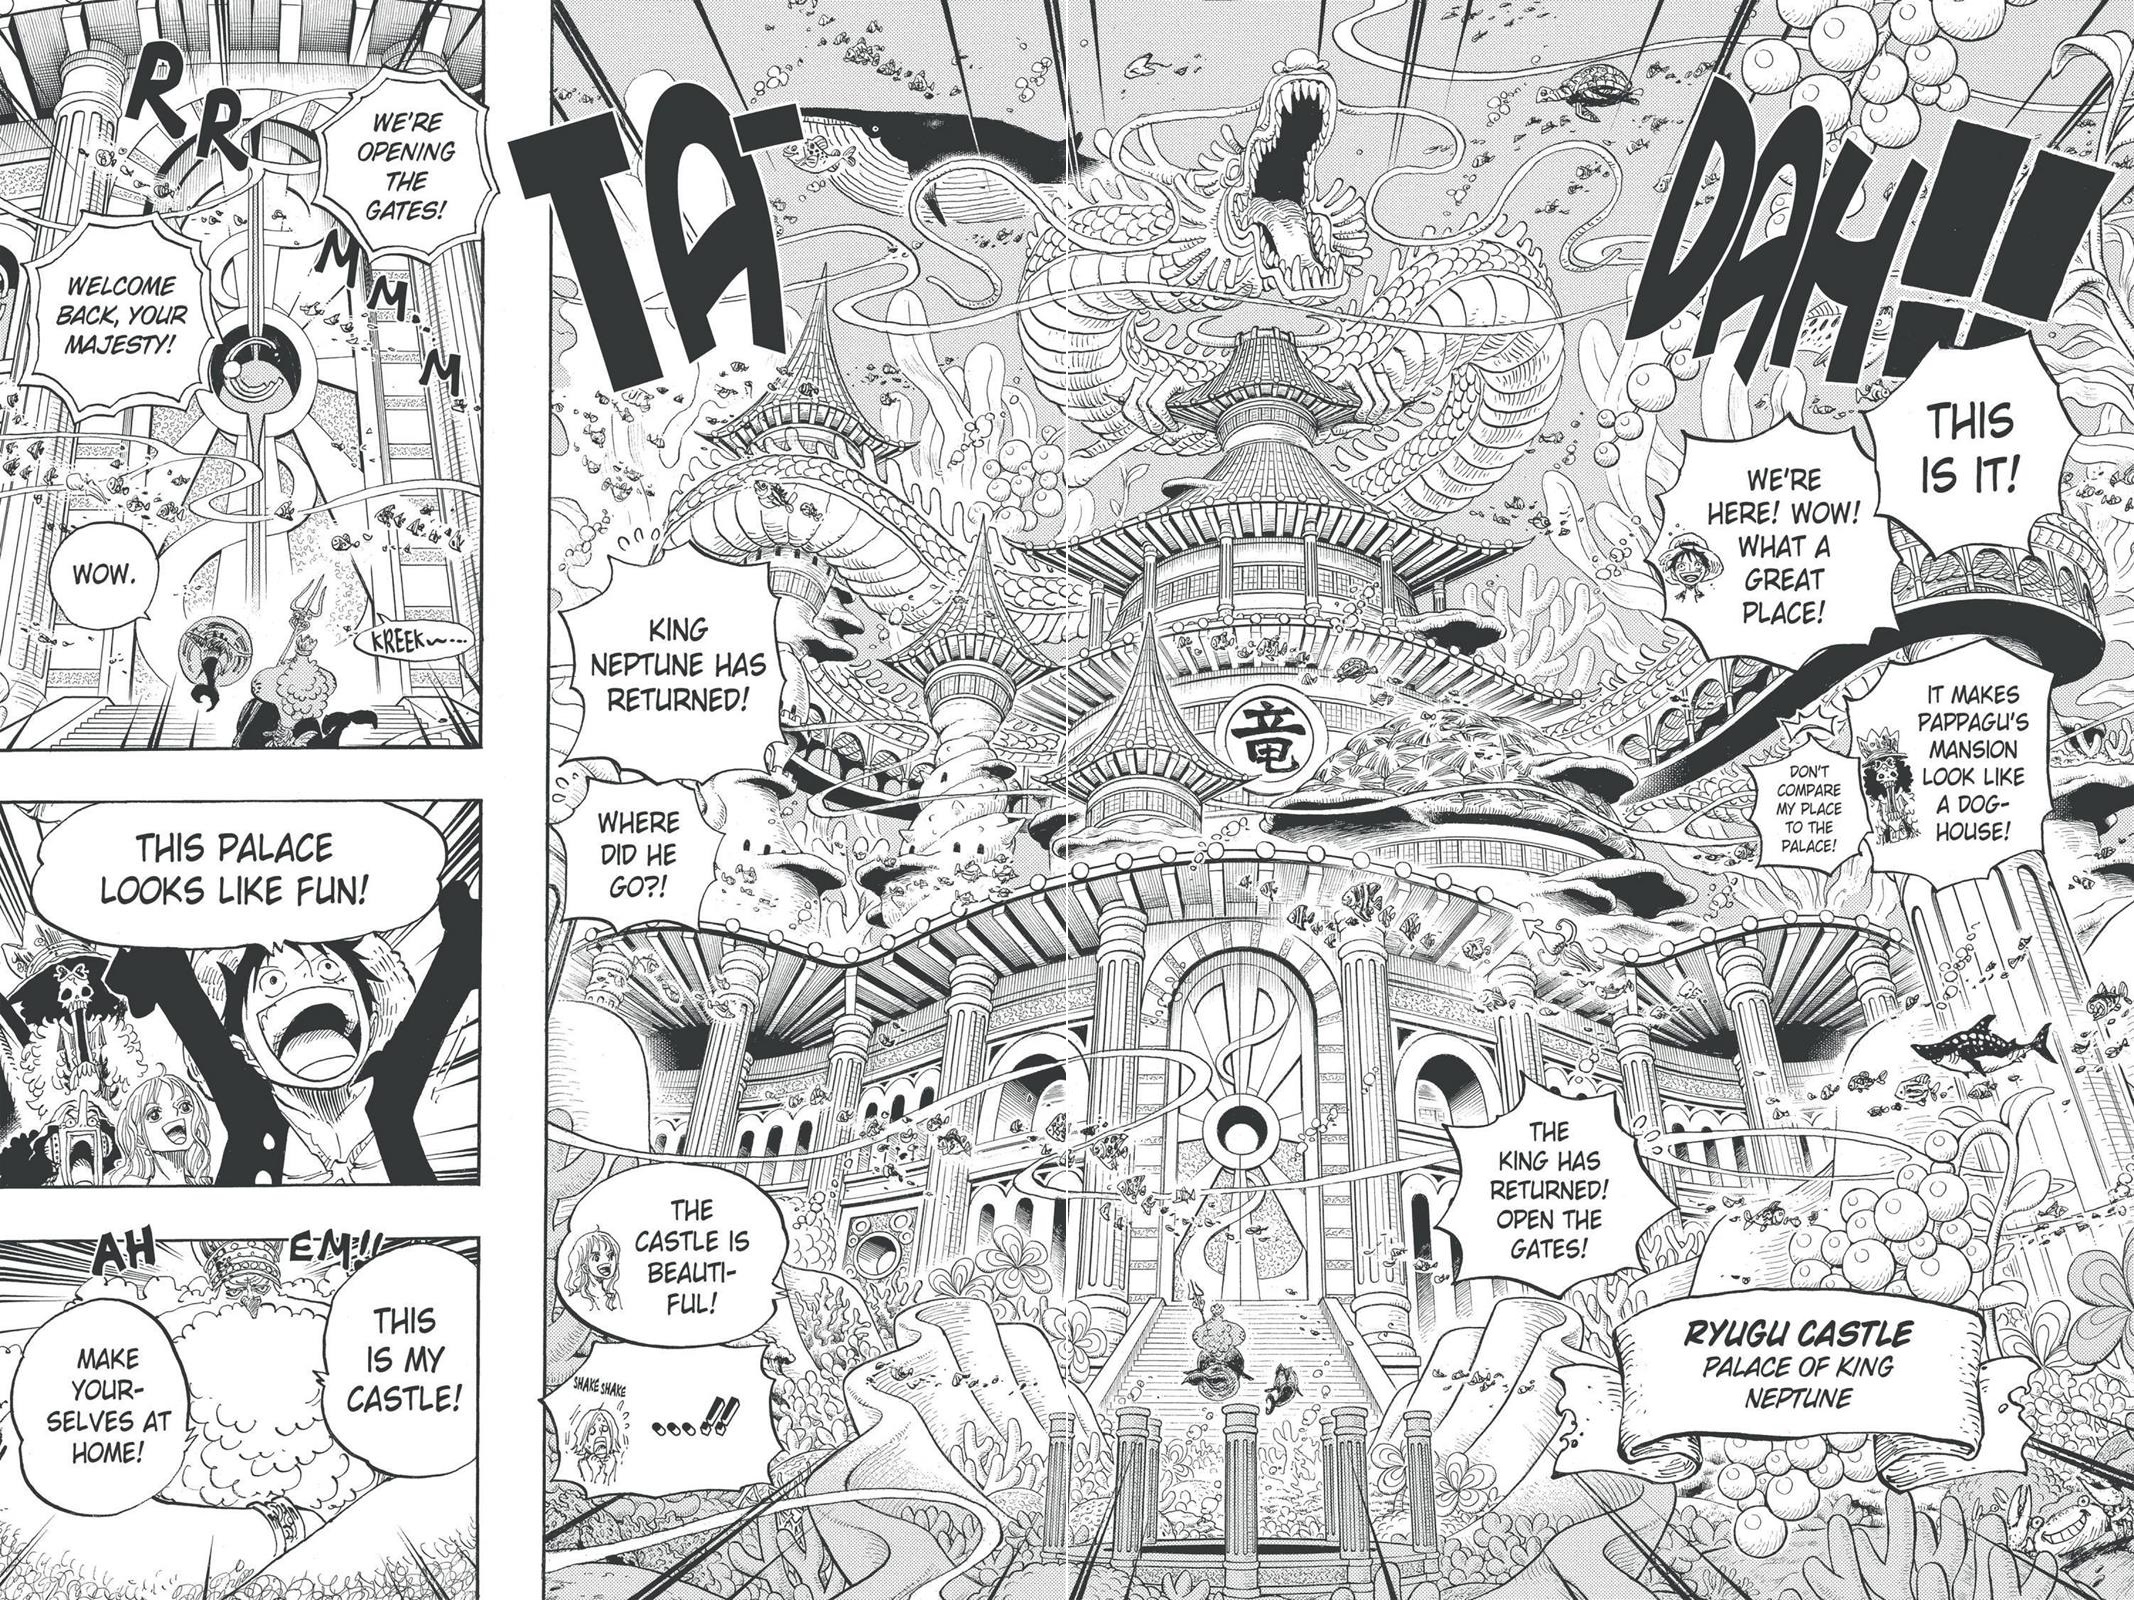 TA-
DAH!!
THIS
IS IT!
WE'RE
HERE! WOW!
WHAT A
GREAT
PLACE!
IT MAKES
PAPPAGU'S
MANSION
LOOK LIKE
A DOG-
HOUSE!
DON'T
COMPARE
MY PLACE
TO THE
PALACE!
竜
KING
NEPTUNE HAS
RETURNED!
WHERE
DID HE
GO?!
THE
KING HAS
RETURNED!
OPEN THE
GATES!
RYUGU CASTLE
PALACE OF KING
NEPTUNE
THE
CASTLE IS
BEAUTI-
FUL!
SHAKE SHAKE
...!!
WE'RE
OPENING
THE
GATES!
RR
MM...M
WELCOME
BACK, YOUR
MAJESTY!
WOW.
KREEK~...
THIS PALACE
LOOKS LIKE FUN!
AH
EM!!
THIS
IS MY
CASTLE!
MAKE
YOUR-
SELVES AT
HOME!